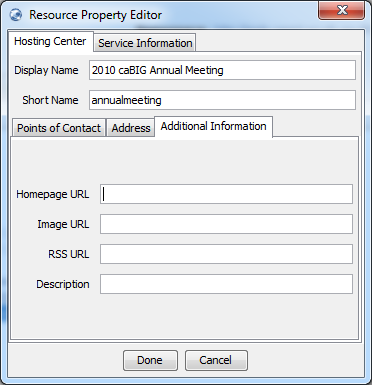 Resource Property Editor
Hosting Center Service Information
Display Name 2010 caBIG Annual Meeting
Short Name annualmeeting
Points of Contact Address Additional Information
Homepage URL
Image URL
RSS URL
Description
Done Cancel